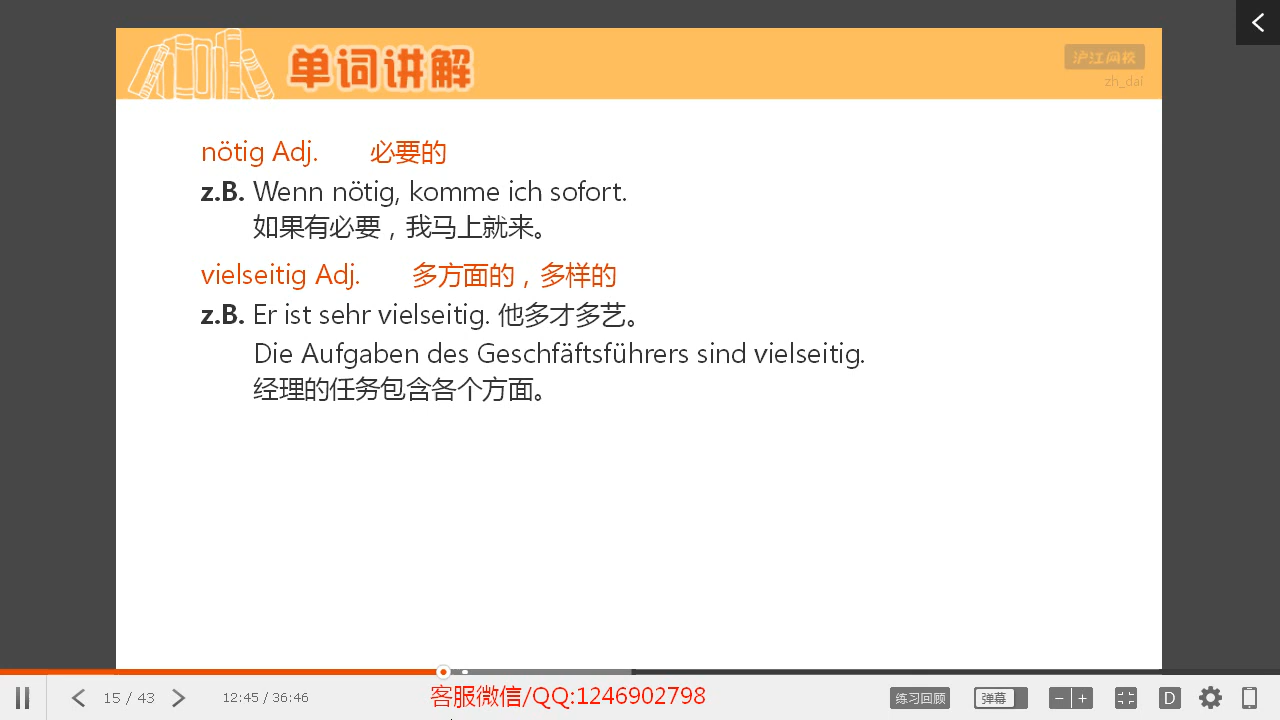 单词讲解
沪江网校
zh_dai
nötig Adj. 必要的
z.B. Wenn nötig, komme ich sofort.
如果有必要，我马上就来。
vielseitig Adj. 多方面的，多样的
z.B. Er ist sehr vielseitig. 他多才多艺。
Die Aufgaben des Geschfäftsführers sind vielseitig.
经理的任务包含各个方面。
15 / 43 12:45 / 36:46 客服微信/QQ:1246902798 练习回顾 弹幕 − + D